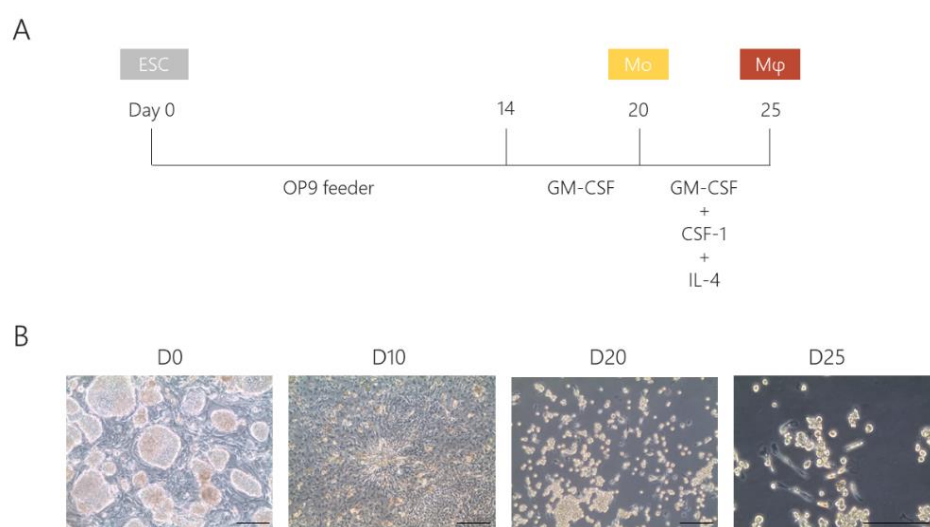 A
ESC
Mo
Mφ
Day 0
14
20
25
OP9 feeder
GM-CSF
GM-CSF
+
CSF-1
+
IL-4
B
D0
D10
D20
D25